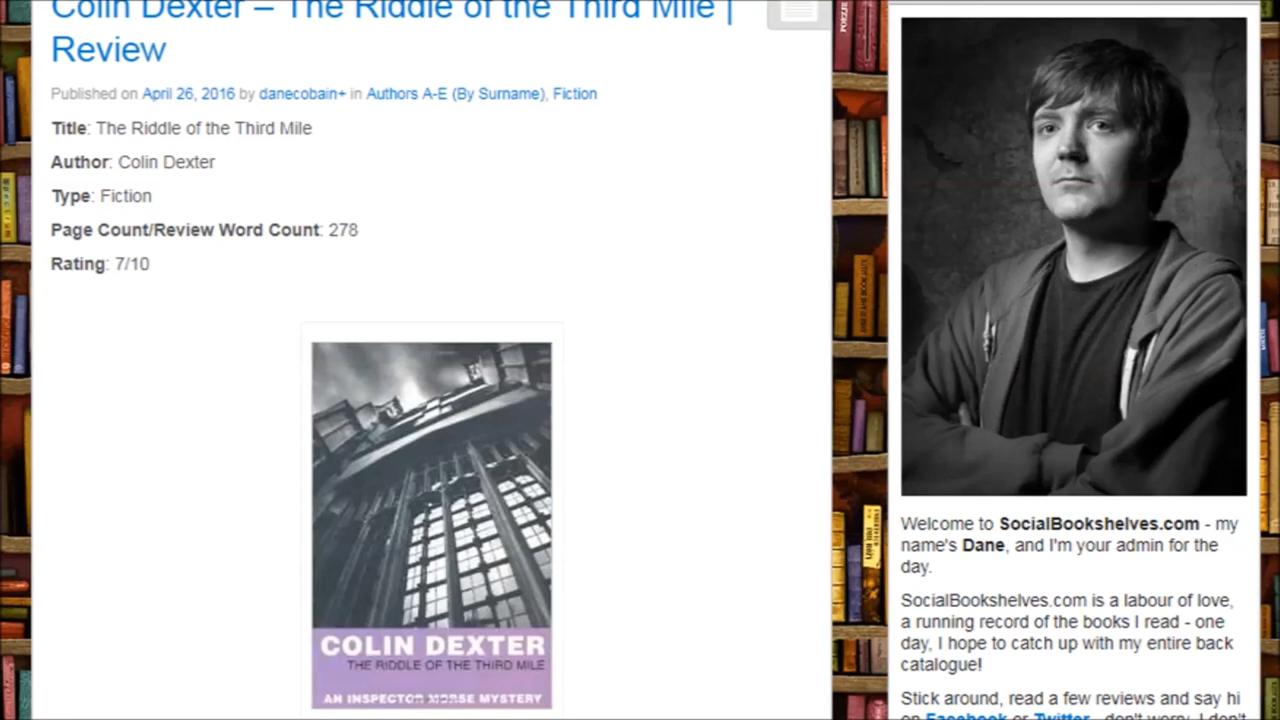 Colin Dexter – The Riddle of the Third Mile |
Review
Published on April 26, 2016 by danecobain+ in Authors A-E (By Surname), Fiction
Title: The Riddle of the Third Mile
Author: Colin Dexter
Type: Fiction
Page Count/Review Word Count: 278
Rating: 7/10
COLIN DEXTER
THE RIDDLE OF THE THIRD MILE
AN INSPECTOR MORSE MYSTERY
Welcome to SocialBookshelves.com - my
name's Dane, and I'm your admin for the
day.
SocialBookshelves.com is a labour of love,
a running record of the books I read - one
day, I hope to catch up with my entire back
catalogue!
Stick around, read a few reviews and say hi
on Facebook or Twitter - don't worry, I don't